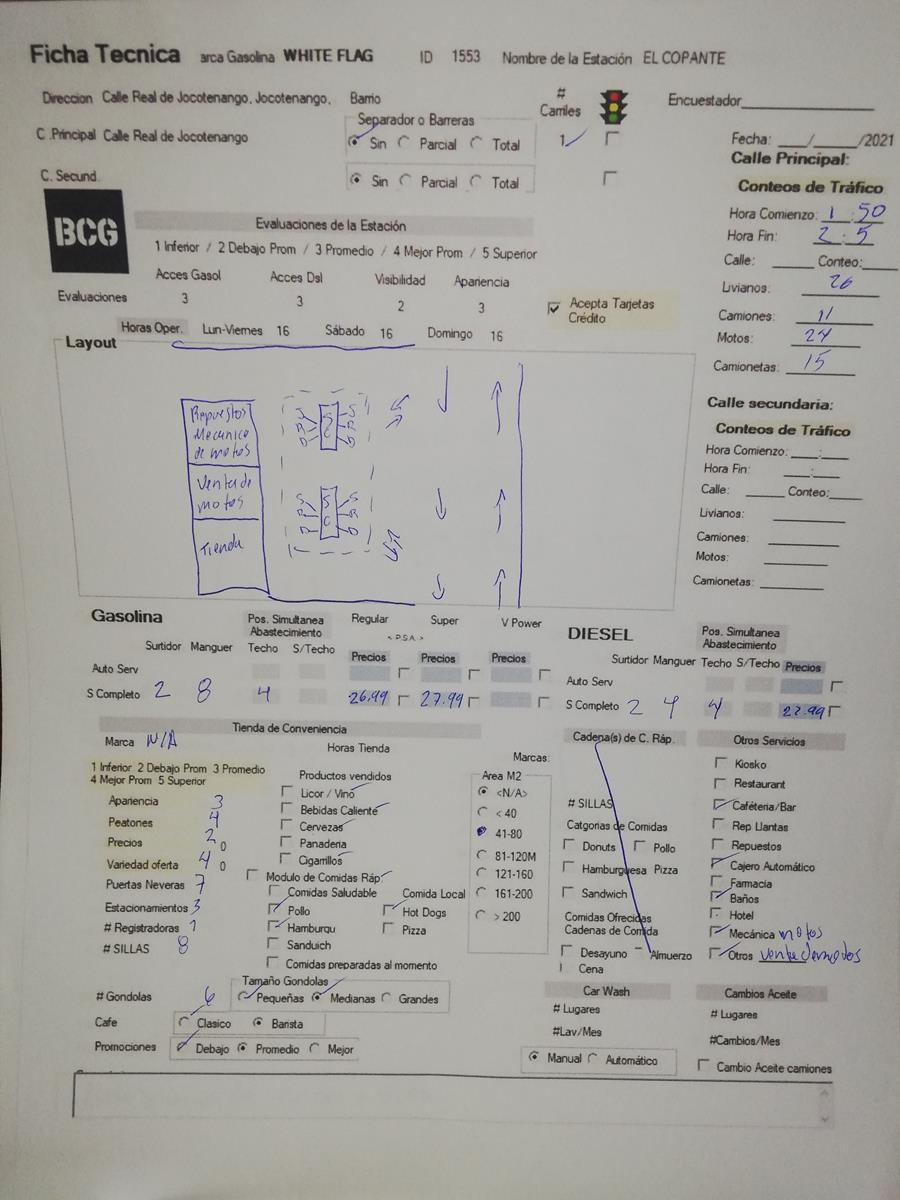 Ficha Tecnica arca Gasolina WHITE FLAG ID 1553 Nombre de la Estación EL COPANTE
Direccion Calle Real de Jocotenango, Jocotenango, Barrio # Carriles Encuestador
C .Principal Calle Real de Jocotenango Separador o Barreras
Sin Parcial Total 1 Fecha: ___/____/2021
C. Secund. Sin Parcial Total
Calle Principal:
Conteos de Tráfico
Hora Comienzo: 1 : 50
Hora Fin: 2 : 5
Calle: Conteo:
Livianos: 26
Camiones: 11
Motos: 24
Camionetas: 15
BCG
Evaluaciones de la Estación
1 Inferior / 2 Debajo Prom / 3 Promedio / 4 Mejor Prom / 5 Superior
Acces Gasol Acces Dsl Visibilidad Apariencia
Evaluaciones 3 3 2 3
Acepta Tarjetas
Crédito
Horas Oper. Lun-Viernes 16 Sábado 16 Domingo 16
Layout
Repuestos
Mecanica
de motos
Venta de
motos
Tienda
S S S
R C R
D D
S S S
R C R
D D
Calle secundaria:
Conteos de Tráfico
Hora Comienzo: ___:___
Hora Fin: ___:___
Calle: Conteo:
Livianos:
Camiones:
Motos:
Camionetas:
Gasolina
Pos. Simultanea
Abastecimiento
Regular Super V Power
< P.S.A. >
Surtidor Manguer Techo S/Techo Precios Precios Precios
Auto Serv
S Completo 2 8 4 26.99 27.99
DIESEL
Pos. Simultanea
Abastecimiento
Surtidor Manguer Techo S/Techo Precios
Auto Serv
S Completo 2 4 4 22.99
Tienda de Conveniencia
Marca N/A
Horas Tienda
1 Inferior 2 Debajo Prom 3 Promedio
4 Mejor Prom 5 Superior
Apariencia 3
Peatones 4
Precios 2 0
Variedad oferta 4 0
Puertas Neveras 7
Estacionamientos 3
# Registradoras 1
# SILLAS 8
Productos vendidos
Licor / Vino
Bebidas Caliente
Cervezas
Panaderia
Cigarrillos
Modulo de Comidas Ráp
Comidas Saludable Comida Local
Pollo Hot Dogs
Hamburqu Pizza
Sanduich
Comidas preparadas al momento
Marcas:
Area M2
<N/A>
< 40
41-80
81-120M
121-160
161-200
> 200
Cadena(s) de C. Ráp.
# SILLAS
Catgorias de Comidas
Donuts Pollo
Hamburguesa Pizza
Sandwich
Comidas Ofrecidas
Cadenas de Comida
Desayuno Almuerzo
Cena
Otros Servicios
Kiosko
Restaurant
Caféteria/Bar
Rep Llantas
Repuestos
Cajero Automático
Farmacia
Baños
Hotel
Mecánica motos
Otros venta de motos
# Gondolas 6
Tamaño Gondolas
Pequeñas Medianas Grandes
Cafe Clasico Barista
Promociones Debajo Promedio Mejor
Car Wash
# Lugares
#Lav/Mes
Manual Automático
Cambios Aceite
# Lugares
#Cambios/Mes
Cambio Aceite camiones